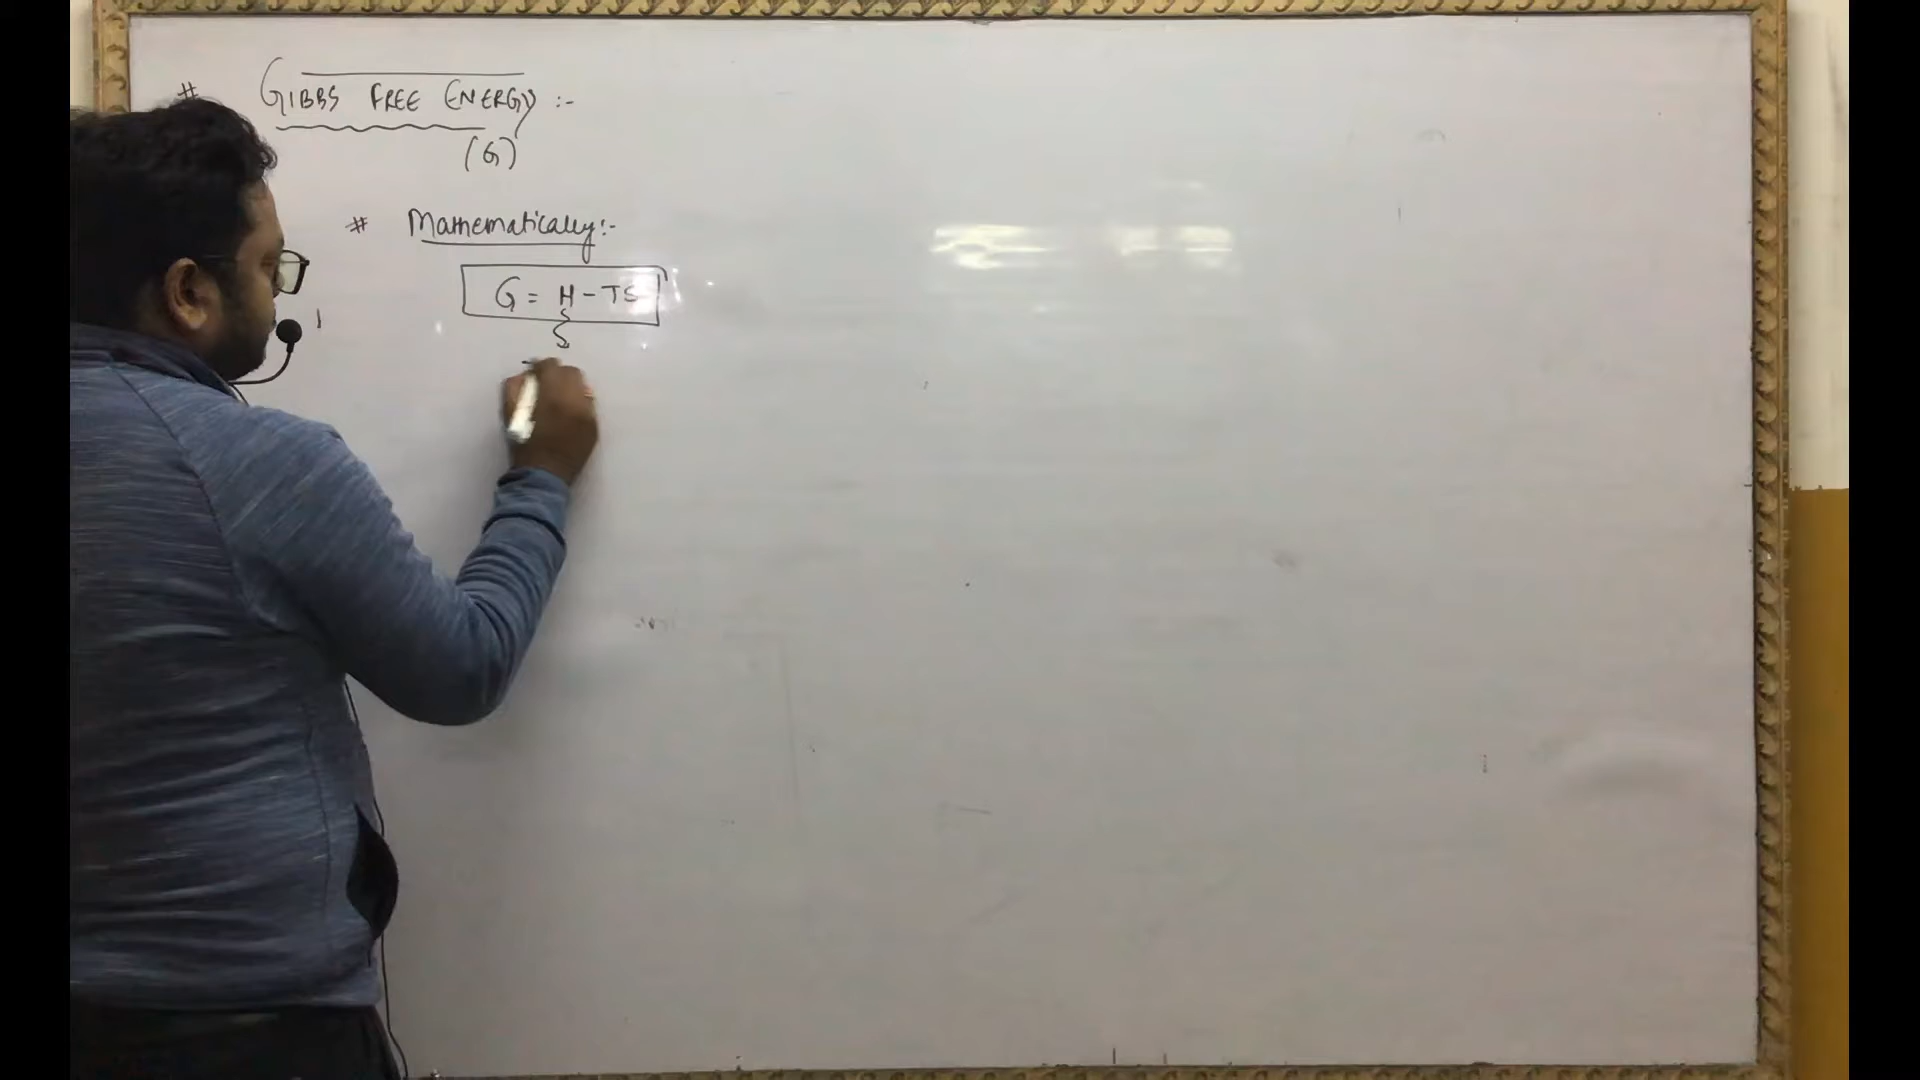 # GIBBS FREE ENERGY :-
(G)
# Mathematically:-
G = H - TS